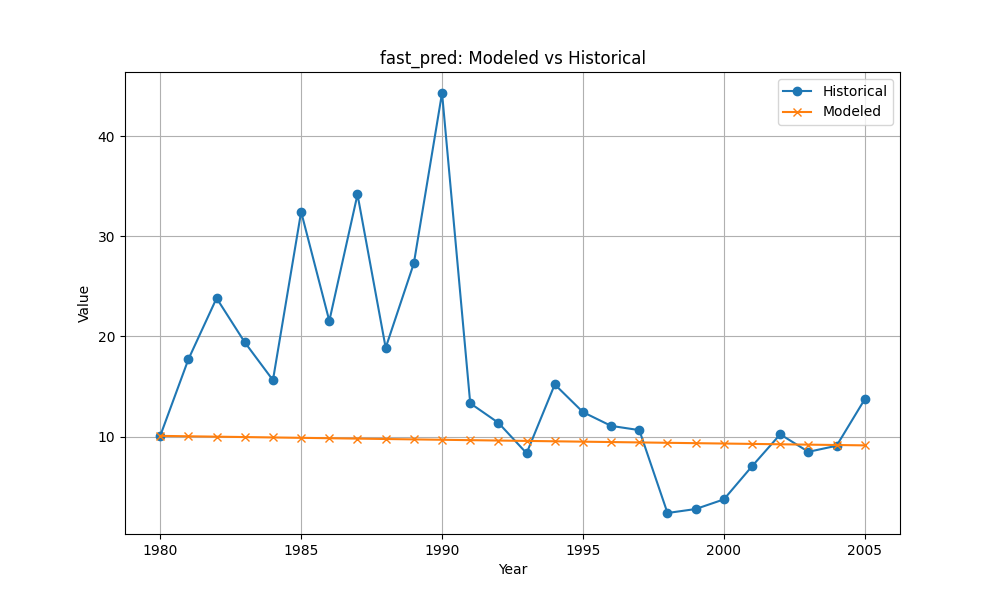 fast_pred: Modeled vs Historical
Historical
Modeled
Value
40
30
20
10
1980 1985 1990 1995 2000 2005
Year